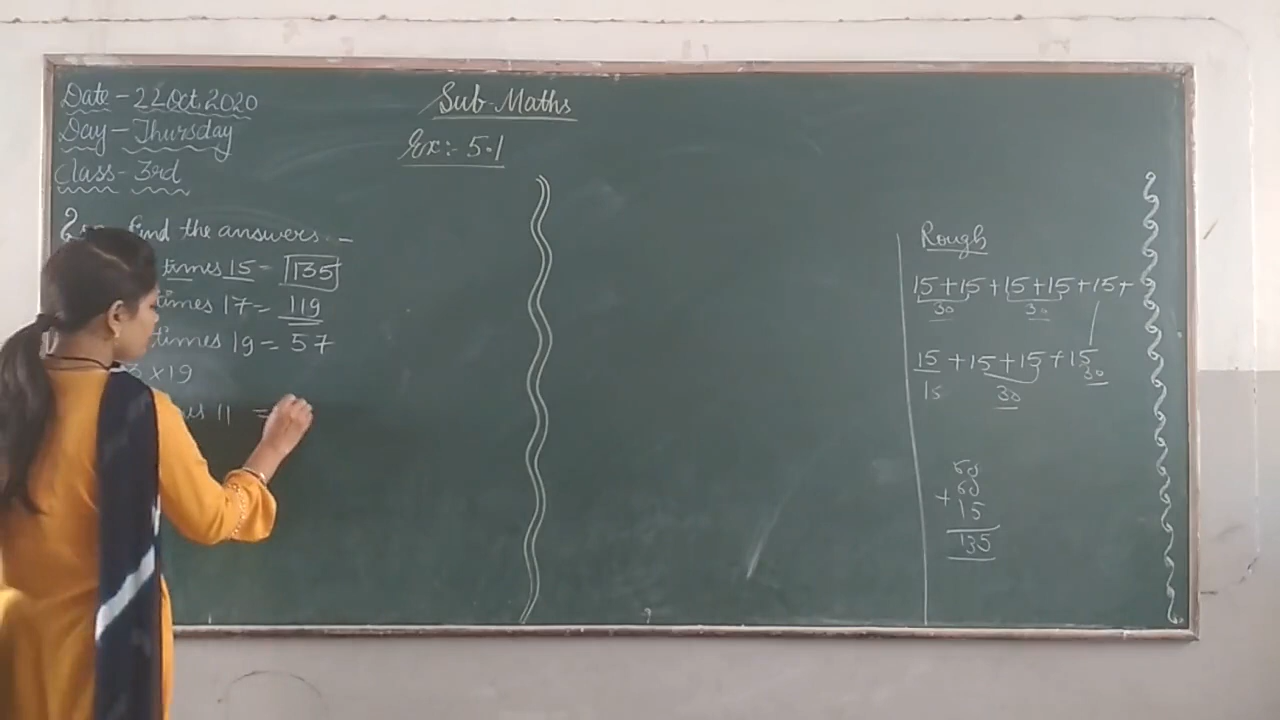 Date - 22 Oct, 2020
Sub - Maths
Day - Thursday
Ex:- 5.1
Class - 3rd
find the answers. -
times 15 = 135
times 17 = 119
times 19 = 57
3 × 19
11 =
Rough
15 + 15 + 15 + 15 + 15 +
30 30
15 + 15 + 15 + 15
15 30 30
60
60
+ 15
135